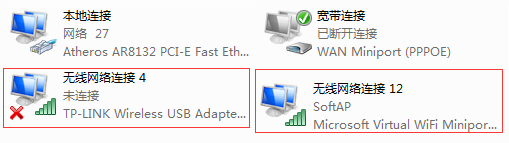 本地连接
网络 27
Atheros AR8132 PCI-E Fast Eth...
宽带连接
已断开连接
WAN Miniport (PPPOE)
无线网络连接 4
未连接
TP-LINK Wireless USB Adapte...
无线网络连接 12
SoftAP
Microsoft Virtual WiFi Minipor...